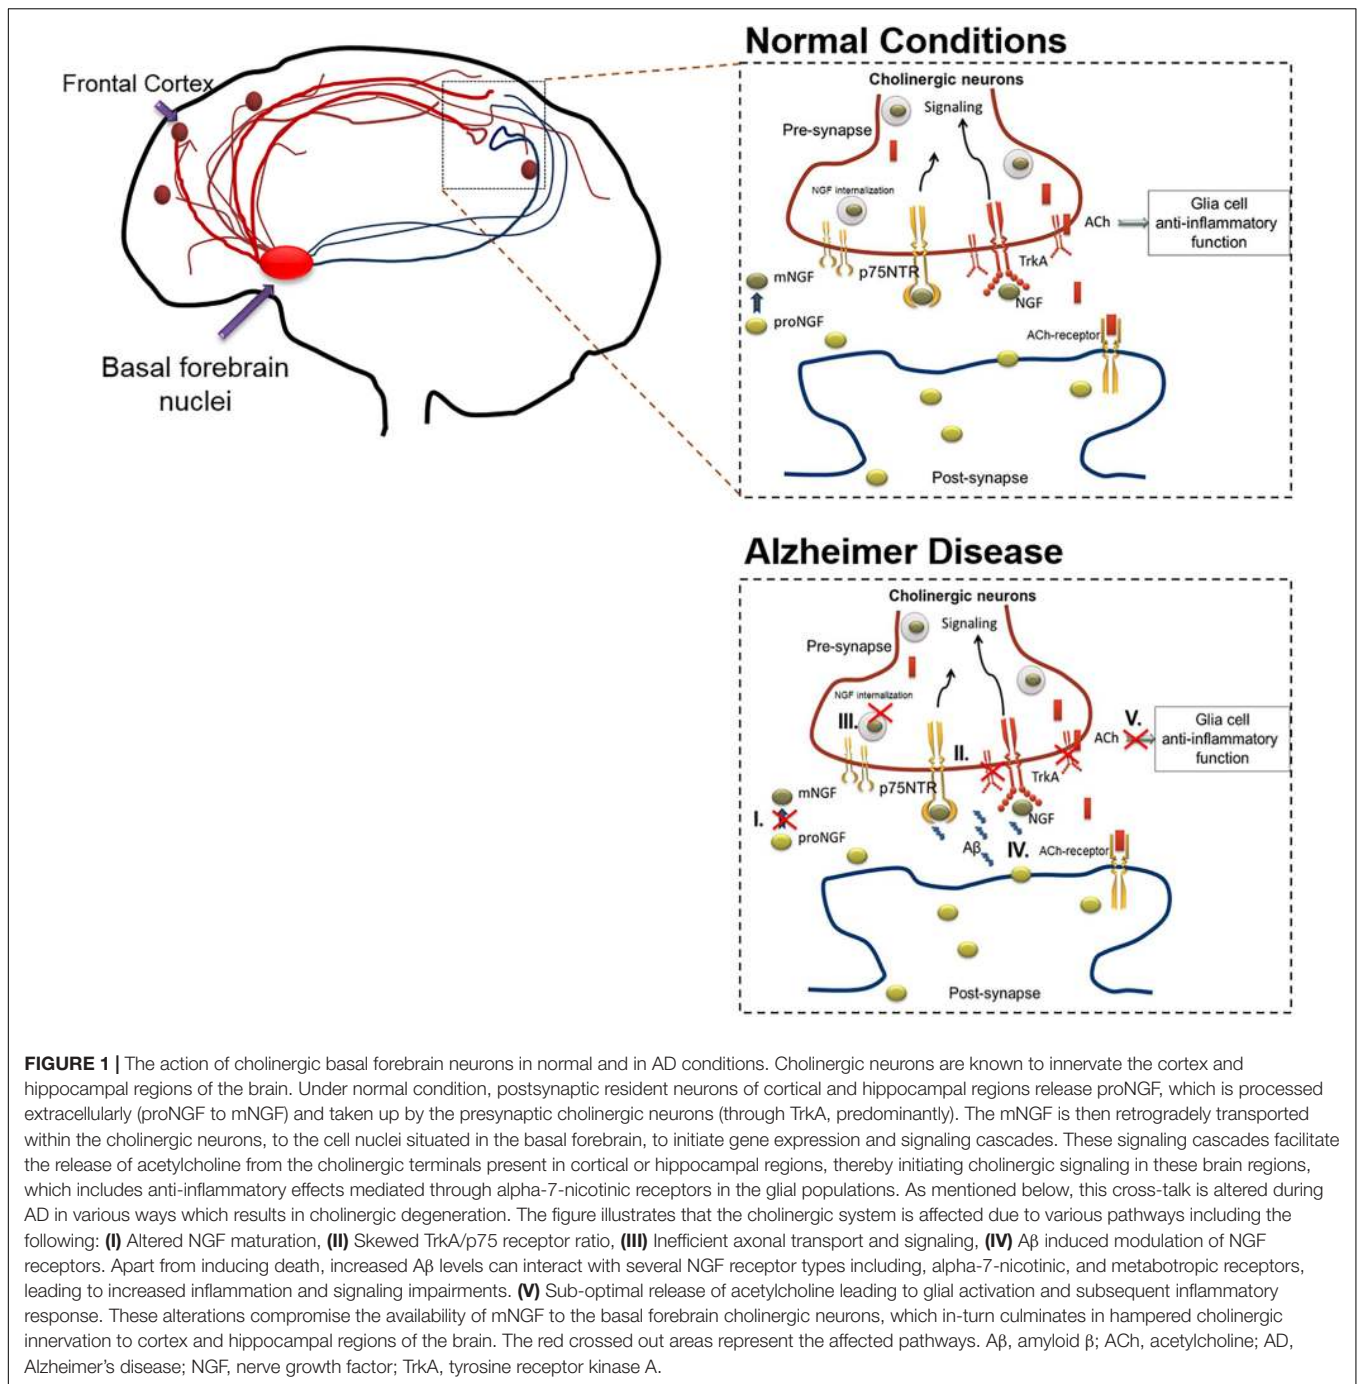 Frontal Cortex
Basal forebrain
nuclei
Normal Conditions
Cholinergic neurons
Signaling
Pre-synapse
NGF internalization
ACh
Glia cell
anti-inflammatory
function
p75NTR
TrkA
mNGF
NGF
proNGF
ACh-receptor
Post-synapse
Alzheimer Disease
Cholinergic neurons
Signaling
Pre-synapse
NGF internalization
III.
II.
V.
ACh
Glia cell
anti-inflammatory
function
p75NTR
TrkA
mNGF
NGF
I.
proNGF
Aβ
IV.
ACh-receptor
Post-synapse
FIGURE 1 | The action of cholinergic basal forebrain neurons in normal and in AD conditions. Cholinergic neurons are known to innervate the cortex and
hippocampal regions of the brain. Under normal condition, postsynaptic resident neurons of cortical and hippocampal regions release proNGF, which is processed
extracellularly (proNGF to mNGF) and taken up by the presynaptic cholinergic neurons (through TrkA, predominantly). The mNGF is then retrogradely transported
within the cholinergic neurons, to the cell nuclei situated in the basal forebrain, to initiate gene expression and signaling cascades. These signaling cascades facilitate
the release of acetylcholine from the cholinergic terminals present in cortical or hippocampal regions, thereby initiating cholinergic signaling in these brain regions,
which includes anti-inflammatory effects mediated through alpha-7-nicotinic receptors in the glial populations. As mentioned below, this cross-talk is altered during
AD in various ways which results in cholinergic degeneration. The figure illustrates that the cholinergic system is affected due to various pathways including the
following: (I) Altered NGF maturation, (II) Skewed TrkA/p75 receptor ratio, (III) Inefficient axonal transport and signaling, (IV) Aβ induced modulation of NGF
receptors. Apart from inducing death, increased Aβ levels can interact with several NGF receptor types including, alpha-7-nicotinic, and metabotropic receptors,
leading to increased inflammation and signaling impairments. (V) Sub-optimal release of acetylcholine leading to glial activation and subsequent inflammatory
response. These alterations compromise the availability of mNGF to the basal forebrain cholinergic neurons, which in-turn culminates in hampered cholinergic
innervation to cortex and hippocampal regions of the brain. The red crossed out areas represent the affected pathways. Aβ, amyloid β; ACh, acetylcholine; AD,
Alzheimer's disease; NGF, nerve growth factor; TrkA, tyrosine receptor kinase A.